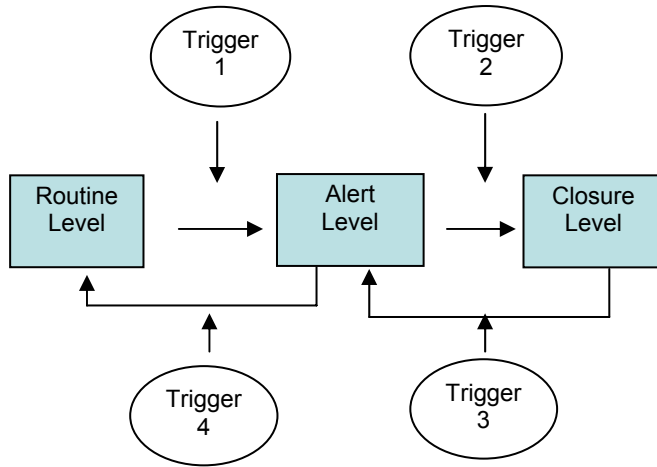 Trigger
1
Trigger
2
Routine
Level
Alert
Level
Closure
Level
Trigger
4
Trigger
3